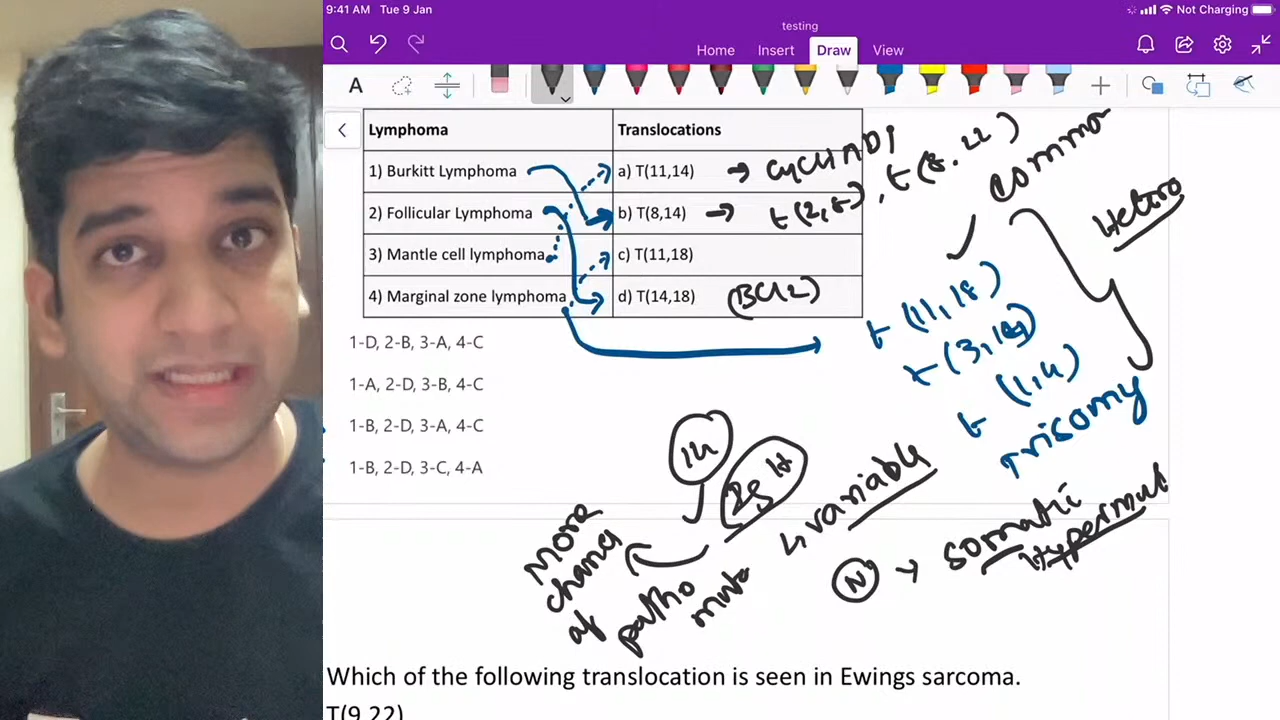 9:41 AM Tue 9 Jan
Not Charging
testing
Home Insert Draw View
A
Lymphoma Translocations
1) Burkitt Lymphoma a) T(11,14) → CYCLIN D1
2) Follicular Lymphoma b) T(8,14) → t(2,8), t(8,22)
3) Mantle cell lymphoma c) T(11,18)
4) Marginal zone lymphoma d) T(14,18) (BCl2)
common
Hetero
t (11,18)
t (3,14)
t (1,14)
Trisomy
1-D, 2-B, 3-A, 4-C
1-A, 2-D, 3-B, 4-C
1-B, 2-D, 3-A, 4-C
1-B, 2-D, 3-C, 4-A
14
IgH
variable
N → somatic
Hypermut
more
chance
of patho
muta
Which of the following translocation is seen in Ewings sarcoma.
T(9,22)